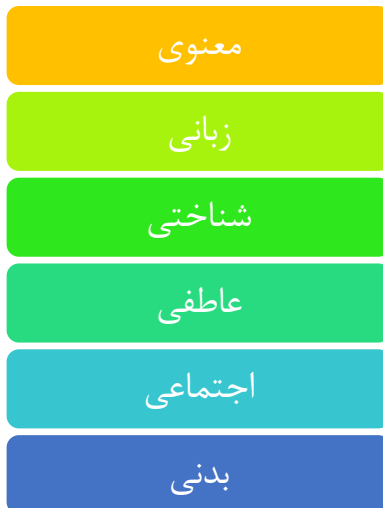 معنوی
زبانی
شناختی
عاطفی
اجتماعی
بدنی